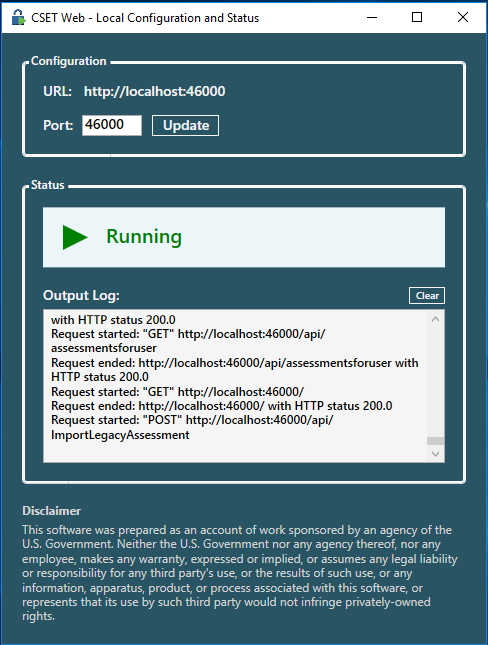 CSET Web - Local Configuration and Status
Configuration
URL: http://localhost:46000
Port: 46000 Update
Status
Running
Output Log: Clear
with HTTP status 200.0
Request started: "GET" http://localhost:46000/api/
assessmentsforuser
Request ended: http://localhost:46000/api/assessmentsforuser with
HTTP status 200.0
Request started: "GET" http://localhost:46000/
Request ended: http://localhost:46000/ with HTTP status 200.0
Request started: "POST" http://localhost:46000/api/
ImportLegacyAssessment
Disclaimer
This software was prepared as an account of work sponsored by an agency of the
U.S. Government. Neither the U.S. Government nor any agency thereof, nor any
employee, makes any warranty, expressed or implied, or assumes any legal liability
or responsibility for any third party's use, or the results of such use, or any
information, apparatus, product, or process associated with this software, or
represents that its use by such third party would not infringe privately-owned
rights.